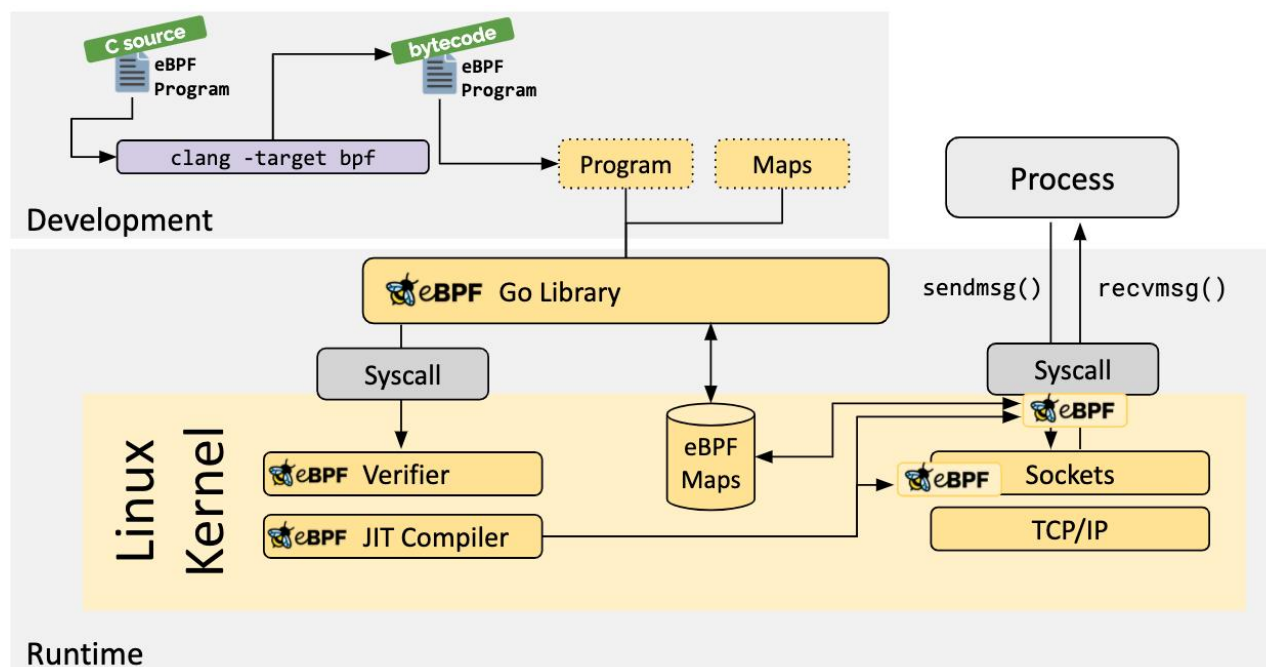 C source
eBPF
Program
bytecode
eBPF
Program
clang -target bpf
Program
Maps
Development
Process
eBPF Go Library
sendmsg()
recvmsg()
Syscall
Syscall
eBPF
Linux
Kernel
eBPF Verifier
eBPF
Maps
eBPF
Sockets
eBPF JIT Compiler
TCP/IP
Runtime